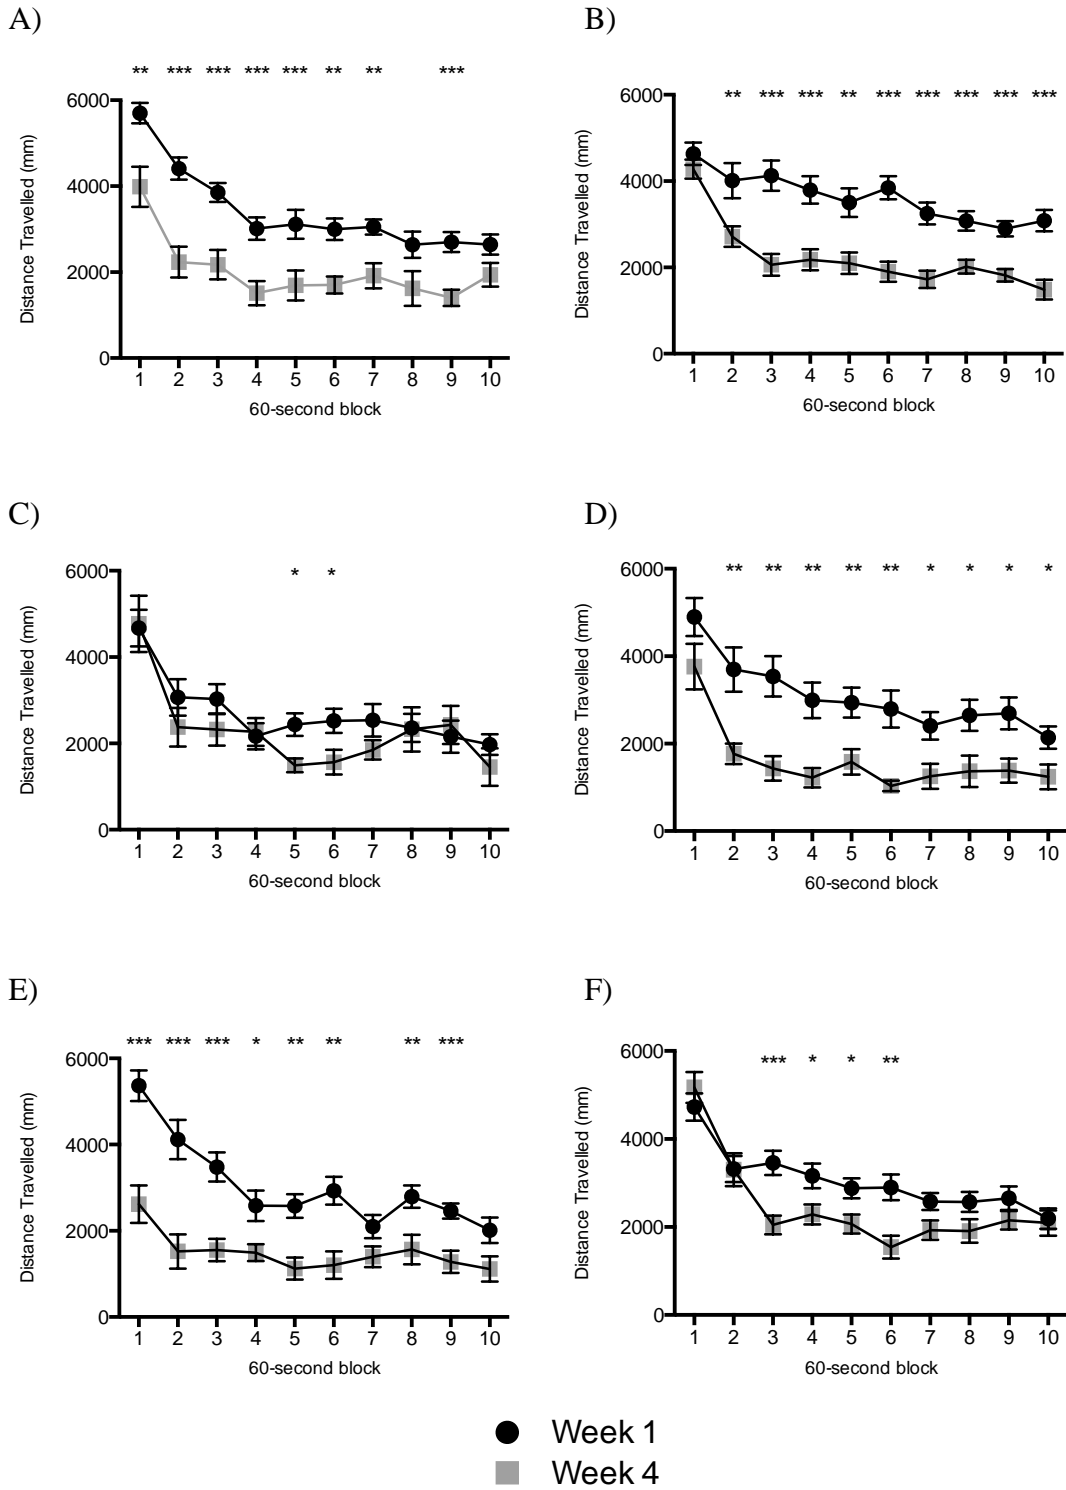 A)
** *** *** *** *** ** ** ***
6000
4000
2000
0
Distance Travelled (mm)
1 2 3 4 5 6 7 8 9 10
60-second block
B)
** *** *** ** *** *** *** *** ***
6000
4000
2000
0
Distance Travelled (mm)
1 2 3 4 5 6 7 8 9 10
60-second block
C)
* *
6000
4000
2000
0
Distance Travelled (mm)
1 2 3 4 5 6 7 8 9 10
60-second block
D)
** ** ** ** ** * * * *
6000
4000
2000
0
Distance Travelled (mm)
1 2 3 4 5 6 7 8 9 10
60-second block
E)
*** *** *** * ** ** ** ***
6000
4000
2000
0
Distance Travelled (mm)
1 2 3 4 5 6 7 8 9 10
60-second block
F)
*** * * **
6000
4000
2000
0
Distance Travelled (mm)
1 2 3 4 5 6 7 8 9 10
60-second block
Week 1
Week 4